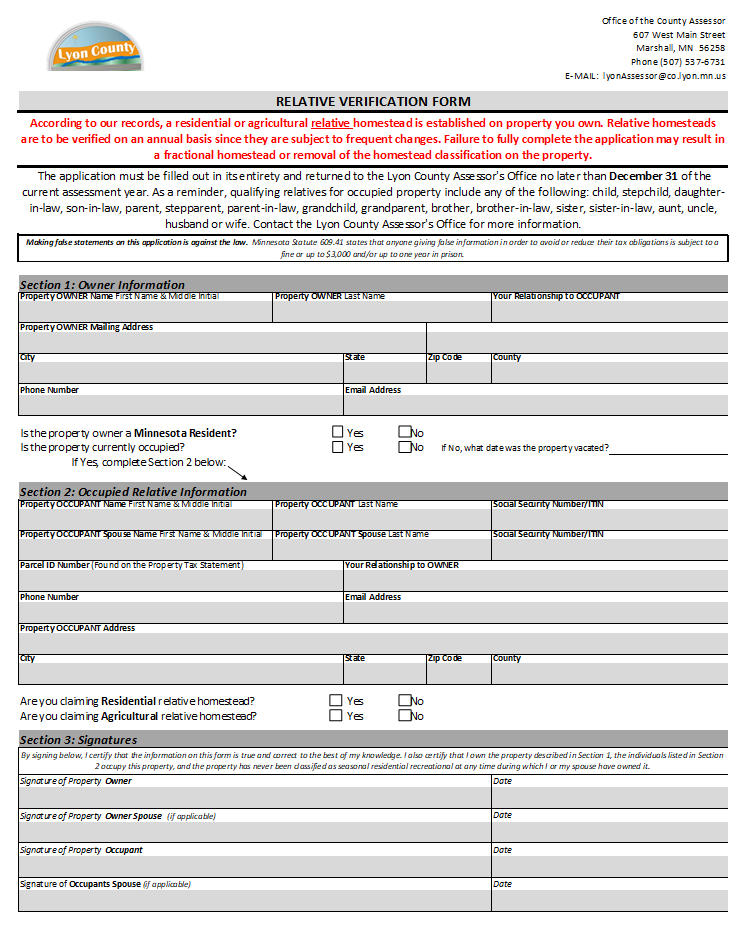 Lyon County
Office of the County Assessor
607 West Main Street
Marshall, MN 56258
Phone (507) 537-6731
E-MAIL: lyonAssessor@co.lyon.mn.us
RELATIVE VERIFICATION FORM
According to our records, a residential or agricultural relative homestead is established on property you own. Relative homesteads
are to be verified on an annual basis since they are subject to frequent changes. Failure to fully complete the application may result in
a fractional homestead or removal of the homestead classification on the property.
The application must be filled out in its entirety and returned to the Lyon County Assessor's Office no later than December 31 of the
current assessment year. As a reminder, qualifying relatives for occupied property include any of the following: child, stepchild, daughter-
in-law, son-in-law, parent, stepparent, parent-in-law, grandchild, grandparent, brother, brother-in-law, sister, sister-in-law, aunt, uncle,
husband or wife. Contact the Lyon County Assessor's Office for more information.
Making false statements on this application is against the law. Minnesota Statute 609.41 states that anyone giving false information in order to avoid or reduce their tax obligations is subject to a
fine or up to $3,000 and/or up to one year in prison.
Section 1: Owner Information
Property OWNER Name First Name & Middle Initial Property OWNER Last Name Your Relationship to OCCUPANT
Property OWNER Mailing Address
City State Zip Code County
Phone Number Email Address
Is the property owner a Minnesota Resident? Yes No
Is the property currently occupied? Yes No If No, what date was the property vacated?
If Yes, complete Section 2 below:
Section 2: Occupied Relative Information
Property OCCUPANT Name First Name & Middle Initial Property OCCUPANT Last Name Social Security Number/ITIN
Property OCCUPANT Spouse Name First Name & Middle Initial Property OCCUPANT Spouse Last Name Social Security Number/ITIN
Parcel ID Number (Found on the Property Tax Statement) Your Relationship to OWNER
Phone Number Email Address
Property OCCUPANT Address
City State Zip Code County
Are you claiming Residential relative homestead? Yes No
Are you claiming Agricultural relative homestead? Yes No
Section 3: Signatures
By signing below, I certify that the information on this form is true and correct to the best of my knowledge. I also certify that I own the property described in Section 1, the individuals listed in Section
2 occupy this property, and the property has never been classified as seasonal residential recreational at any time during which I or my spouse have owned it.
Signature of Property Owner Date
Signature of Property Owner Spouse (if applicable) Date
Signature of Property Occupant Date
Signature of Occupants Spouse (if applicable) Date